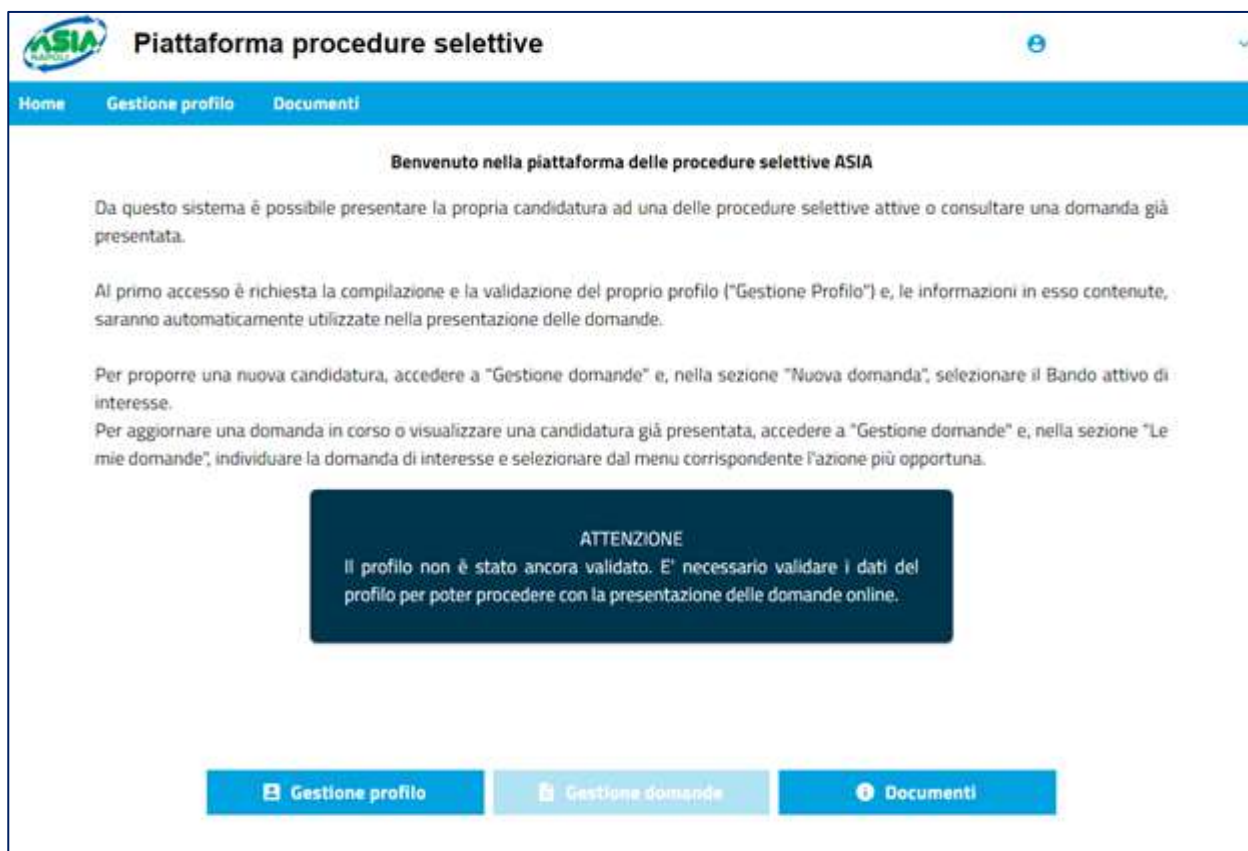 ASIA
NAPOLI
Piattaforma procedure selettive
Home Gestione profilo Documenti
Benvenuto nella piattaforma delle procedure selettive ASIA
Da questo sistema è possibile presentare la propria candidatura ad una delle procedure selettive attive o consultare una domanda già
presentata.
Al primo accesso è richiesta la compilazione e la validazione del proprio profilo ("Gestione Profilo") e, le informazioni in esso contenute,
saranno automaticamente utilizzate nella presentazione delle domande.
Per proporre una nuova candidatura, accedere a "Gestione domande" e, nella sezione "Nuova domanda", selezionare il Bando attivo di
interesse.
Per aggiornare una domanda in corso o visualizzare una candidatura già presentata, accedere a "Gestione domande" e, nella sezione "Le
mie domande", individuare la domanda di interesse e selezionare dal menu corrispondente l'azione più opportuna.
ATTENZIONE
Il profilo non è stato ancora validato. E' necessario validare i dati del
profilo per poter procedere con la presentazione delle domande online.
Gestione profilo Gestione domande Documenti